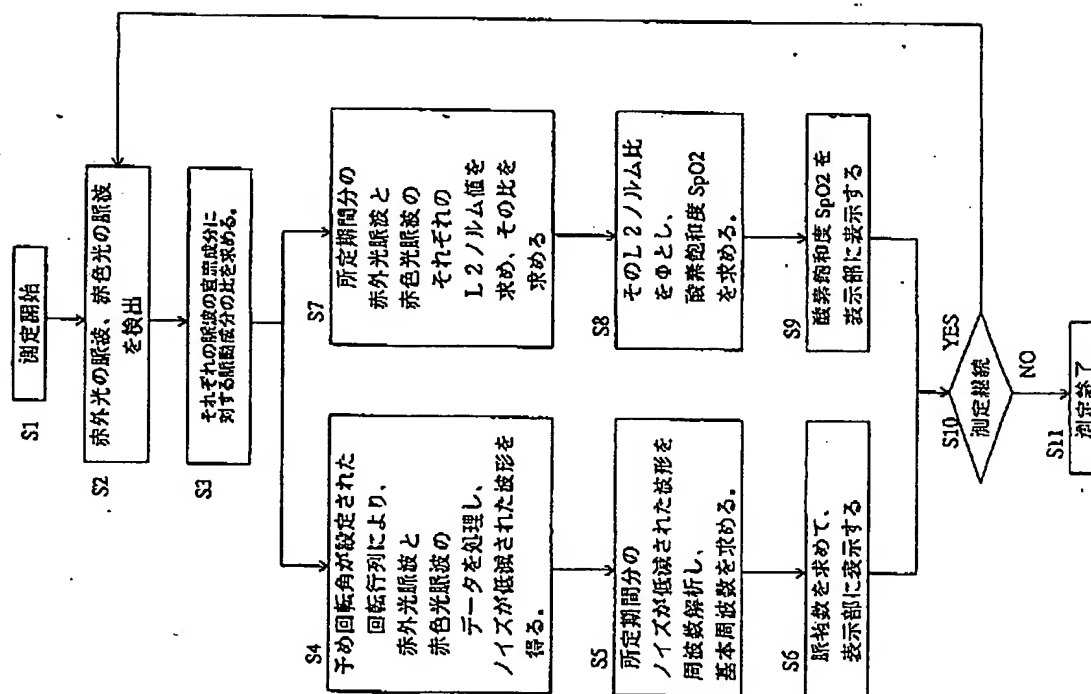 S1
測定開始
S2
赤外光の脈波、赤色光の脈波
を検出
S3
それぞれの脈波の直流成分に
対する脈動成分の比を求める。
S4
予め回転角が設定された
回転行列により、
赤外光脈波と
赤色光脈波の
データを処理し、
ノイズが低減された波形を
得る。
S5
所定期間分の
ノイズが低減された波形を
周波数解析し、
基本周波数を求める。
S6
脈拍数を求めて、
表示部に表示する
S7
所定期間分の
赤外光脈波と
赤色光脈波の
それぞれの
L2ノルム値を
求め、その比を
求める
S8
そのL2ノルム比
をΦとし、
酸素飽和度 SpO2
を求める。
S9
酸素飽和度 SpO2 を
表示部に表示する
S10
測定継続
YES
NO
S11
測定終了